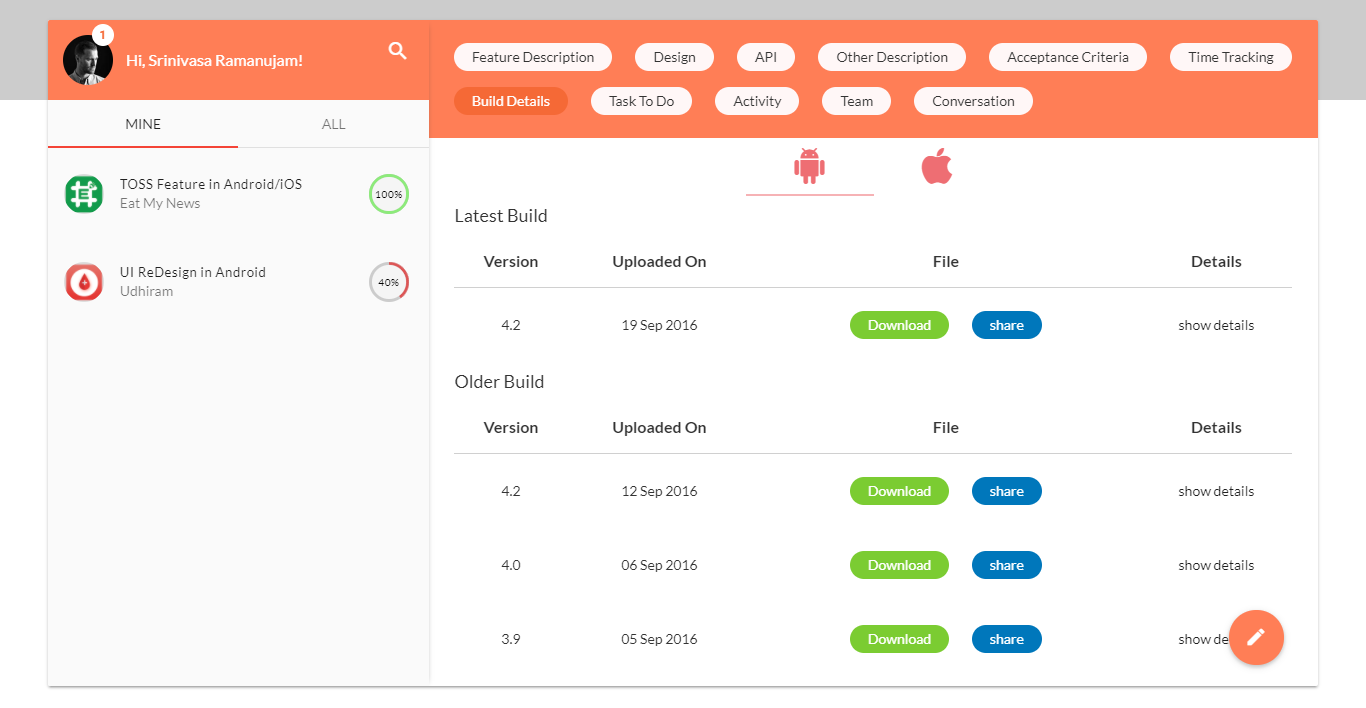 1
Hi, Srinivasa Ramanujam!
MINE ALL
TOSS Feature in Android/iOS
Eat My News
100%
UI ReDesign in Android
Udhiram
40%
Feature Description Design API Other Description Acceptance Criteria Time Tracking
Build Details Task To Do Activity Team Conversation
Latest Build
Version Uploaded On File Details
4.2 19 Sep 2016 Download share show details
Older Build
Version Uploaded On File Details
4.2 12 Sep 2016 Download share show details
4.0 06 Sep 2016 Download share show details
3.9 05 Sep 2016 Download share show